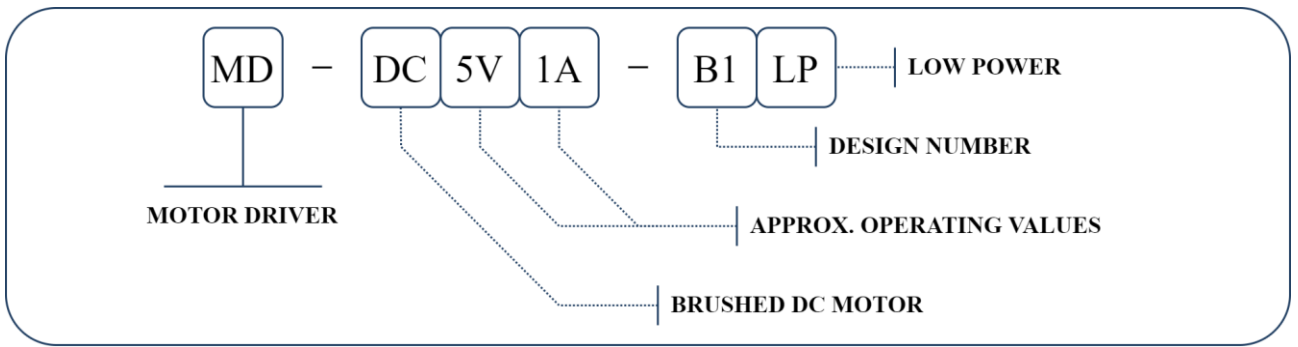 MD – DC 5V 1A – B1 LP
LOW POWER
DESIGN NUMBER
MOTOR DRIVER
APPROX. OPERATING VALUES
BRUSHED DC MOTOR